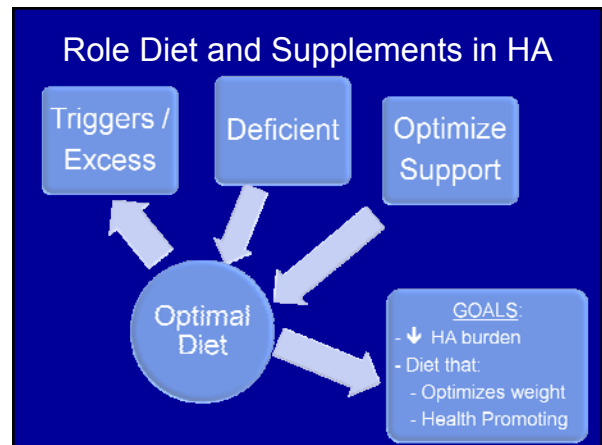 Role Diet and Supplements in HA
Triggers /
Excess
Deficient
Optimize
Support
Optimal
Diet
GOALS:
- ↓ HA burden
- Diet that:
- Optimizes weight
- Health Promoting